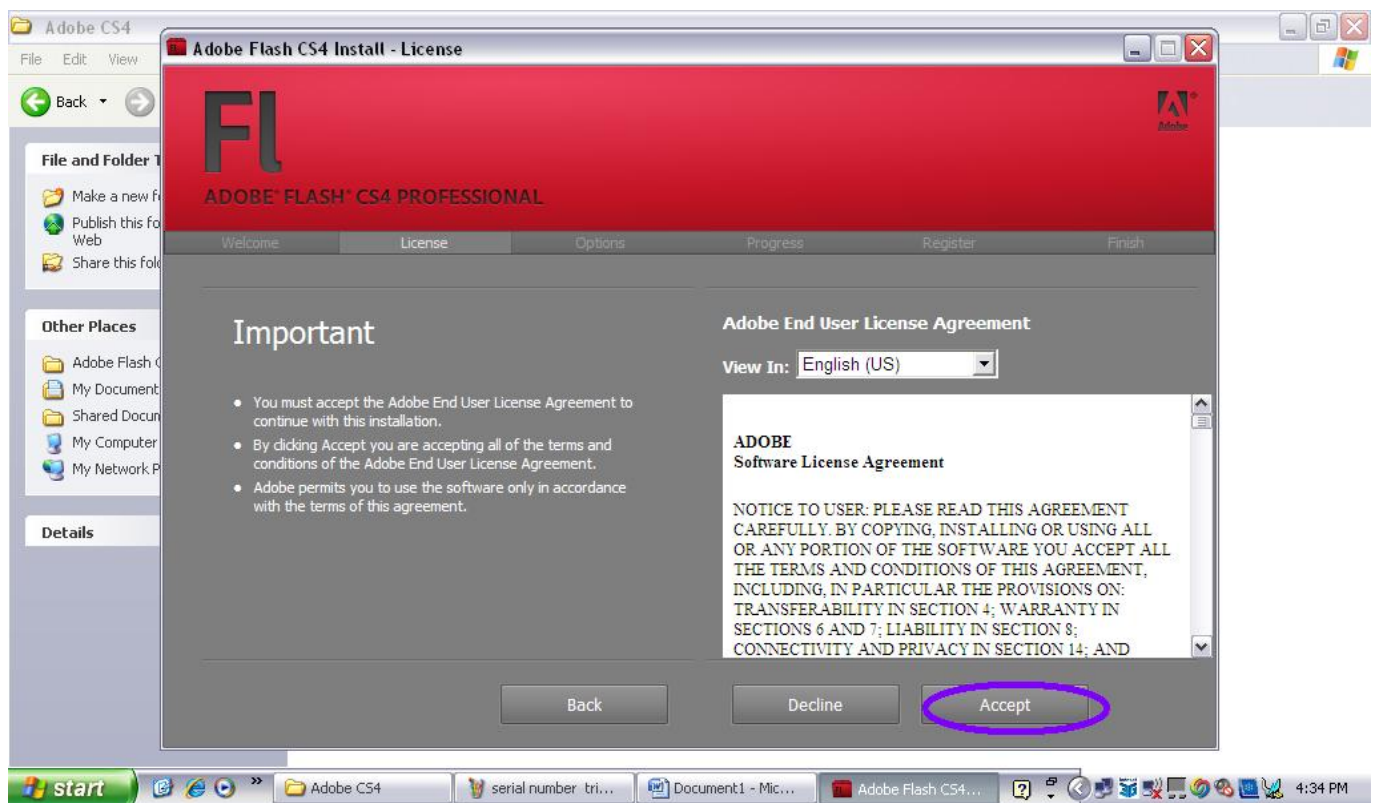 Adobe CS4
Adobe Flash CS4 Install - License
File Edit View
Back
Fl
Adobe
ADOBE® FLASH® CS4 PROFESSIONAL
Welcome License Options Progress Register Finish
File and Folder T
Make a new f
Publish this fo
Web
Share this fold
Other Places
Adobe Flash C
My Document
Shared Docun
My Computer
My Network P
Details
Important
• You must accept the Adobe End User License Agreement to
continue with this installation.
• By clicking Accept you are accepting all of the terms and
conditions of the Adobe End User License Agreement.
• Adobe permits you to use the software only in accordance
with the terms of this agreement.
Adobe End User License Agreement
View In: English (US)
ADOBE
Software License Agreement
NOTICE TO USER: PLEASE READ THIS AGREEMENT
CAREFULLY. BY COPYING, INSTALLING OR USING ALL
OR ANY PORTION OF THE SOFTWARE YOU ACCEPT ALL
THE TERMS AND CONDITIONS OF THIS AGREEMENT,
INCLUDING, IN PARTICULAR THE PROVISIONS ON:
TRANSFERABILITY IN SECTION 4; WARRANTY IN
SECTIONS 6 AND 7; LIABILITY IN SECTION 8;
CONNECTIVITY AND PRIVACY IN SECTION 14; AND
Back Decline Accept
start Adobe CS4 serial number tri... Document1 - Mic... Adobe Flash CS4... 4:34 PM